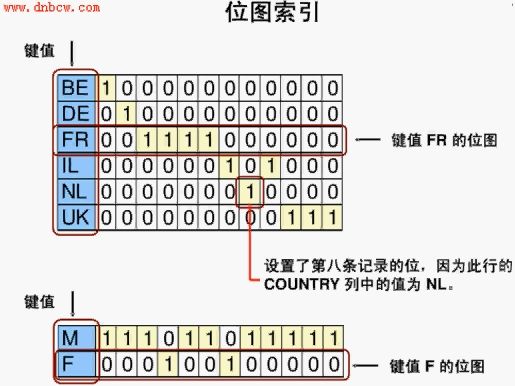 www.dnbcw.com
位图索引
键值
BE 1 0 0 0 0 0 0 0 0 0 0 0
DE 0 1 0 0 0 0 0 0 0 0 0 0
FR 0 0 1 1 1 1 0 0 0 0 0 0 键值 FR 的位图
IL 0 0 0 0 0 0 1 0 1 0 0 0
NL 0 0 0 0 0 0 0 1 0 0 0 0
UK 0 0 0 0 0 0 0 0 0 1 1 1
设置了第八条记录的位，因为此行的
COUNTRY 列中的值为 NL。
键值
M 1 1 1 0 1 1 0 1 1 1 1 1
F 0 0 0 1 0 0 1 0 0 0 0 0 键值 F 的位图